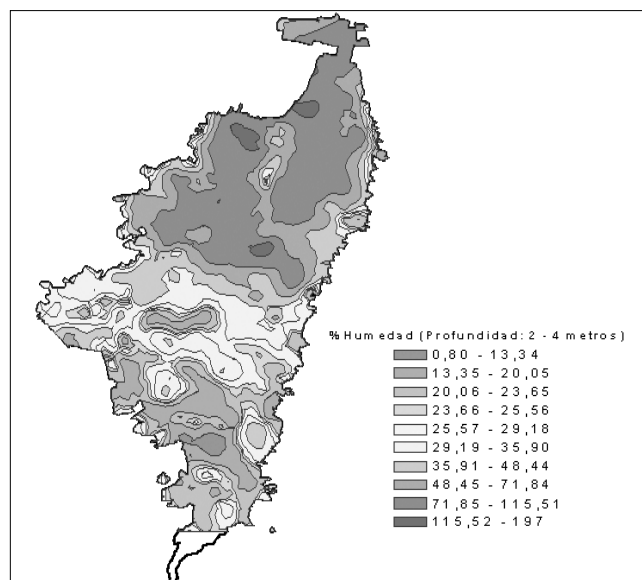 % Humedad (Profundidad: 2 - 4 metros)
0,80 - 13,34
13,35 - 20,05
20,06 - 23,65
23,66 - 25,56
25,57 - 29,18
29,19 - 35,90
35,91 - 48,44
48,45 - 71,84
71,85 - 115,51
115,52 - 197